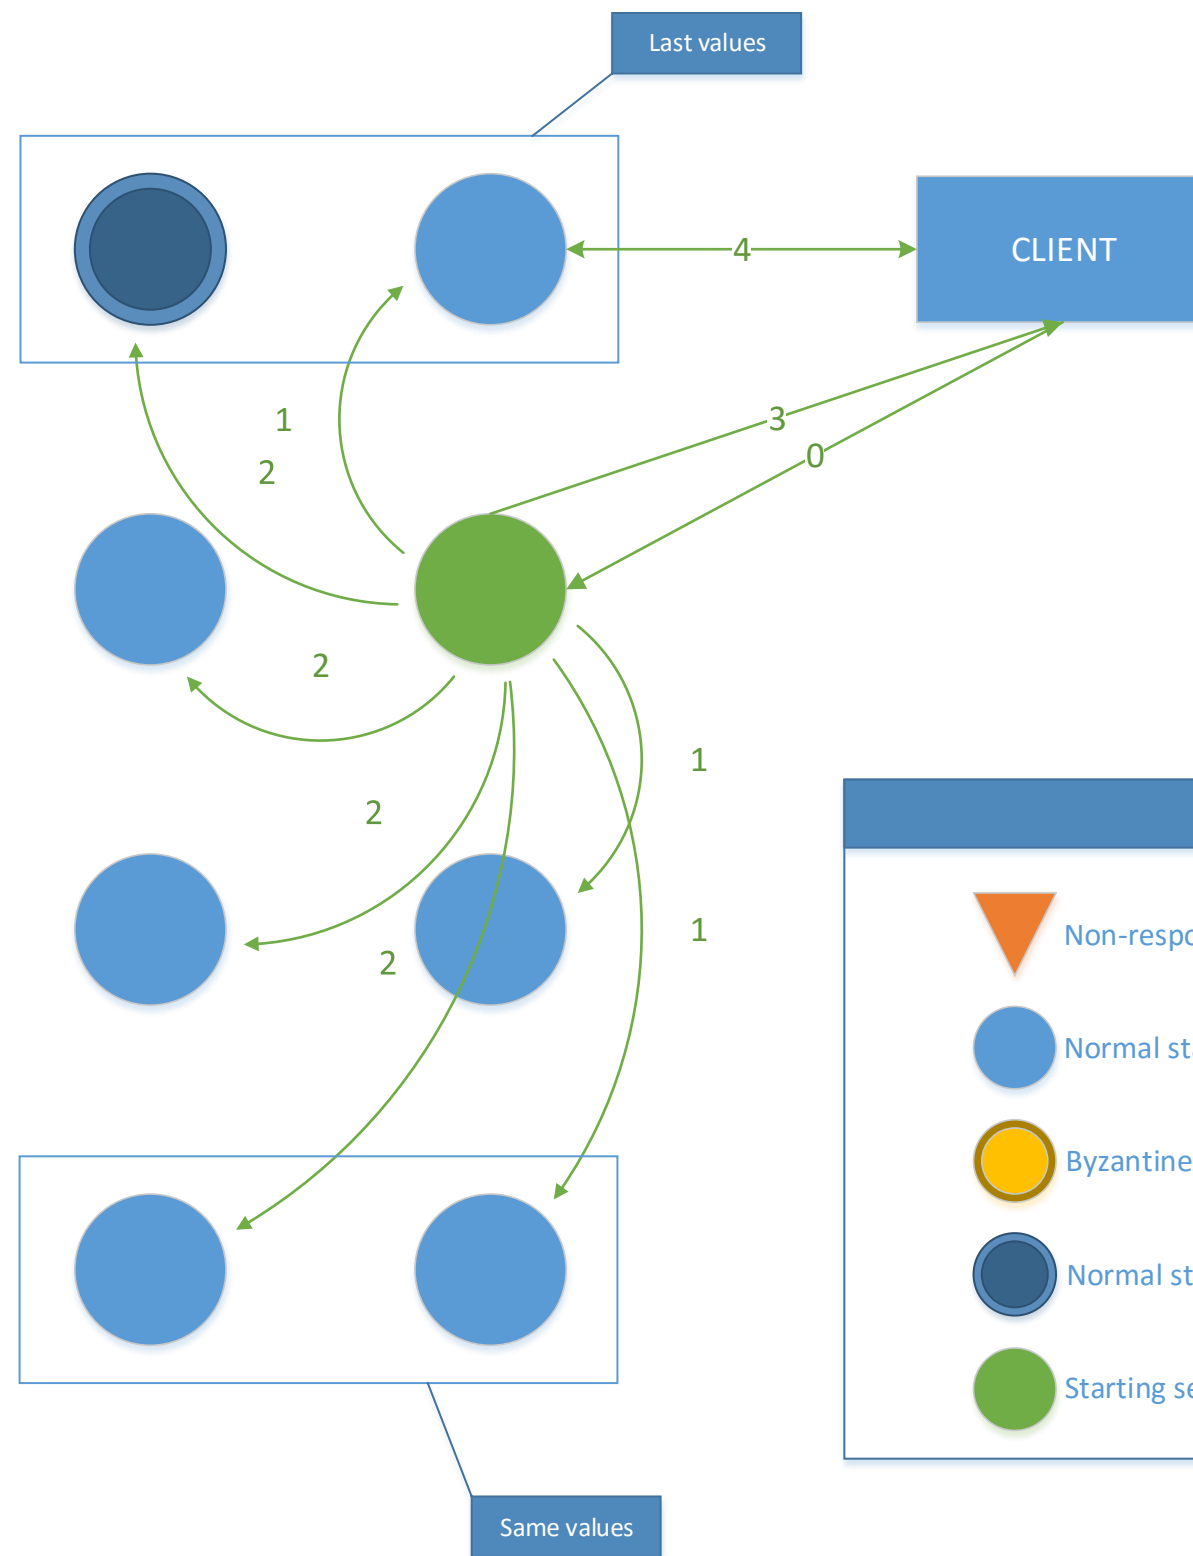 Last values
CLIENT
4
3
0
1
2
2
1
2
1
2
Non-respo
Normal sta
Byzantine
Normal st
Starting se
Same values